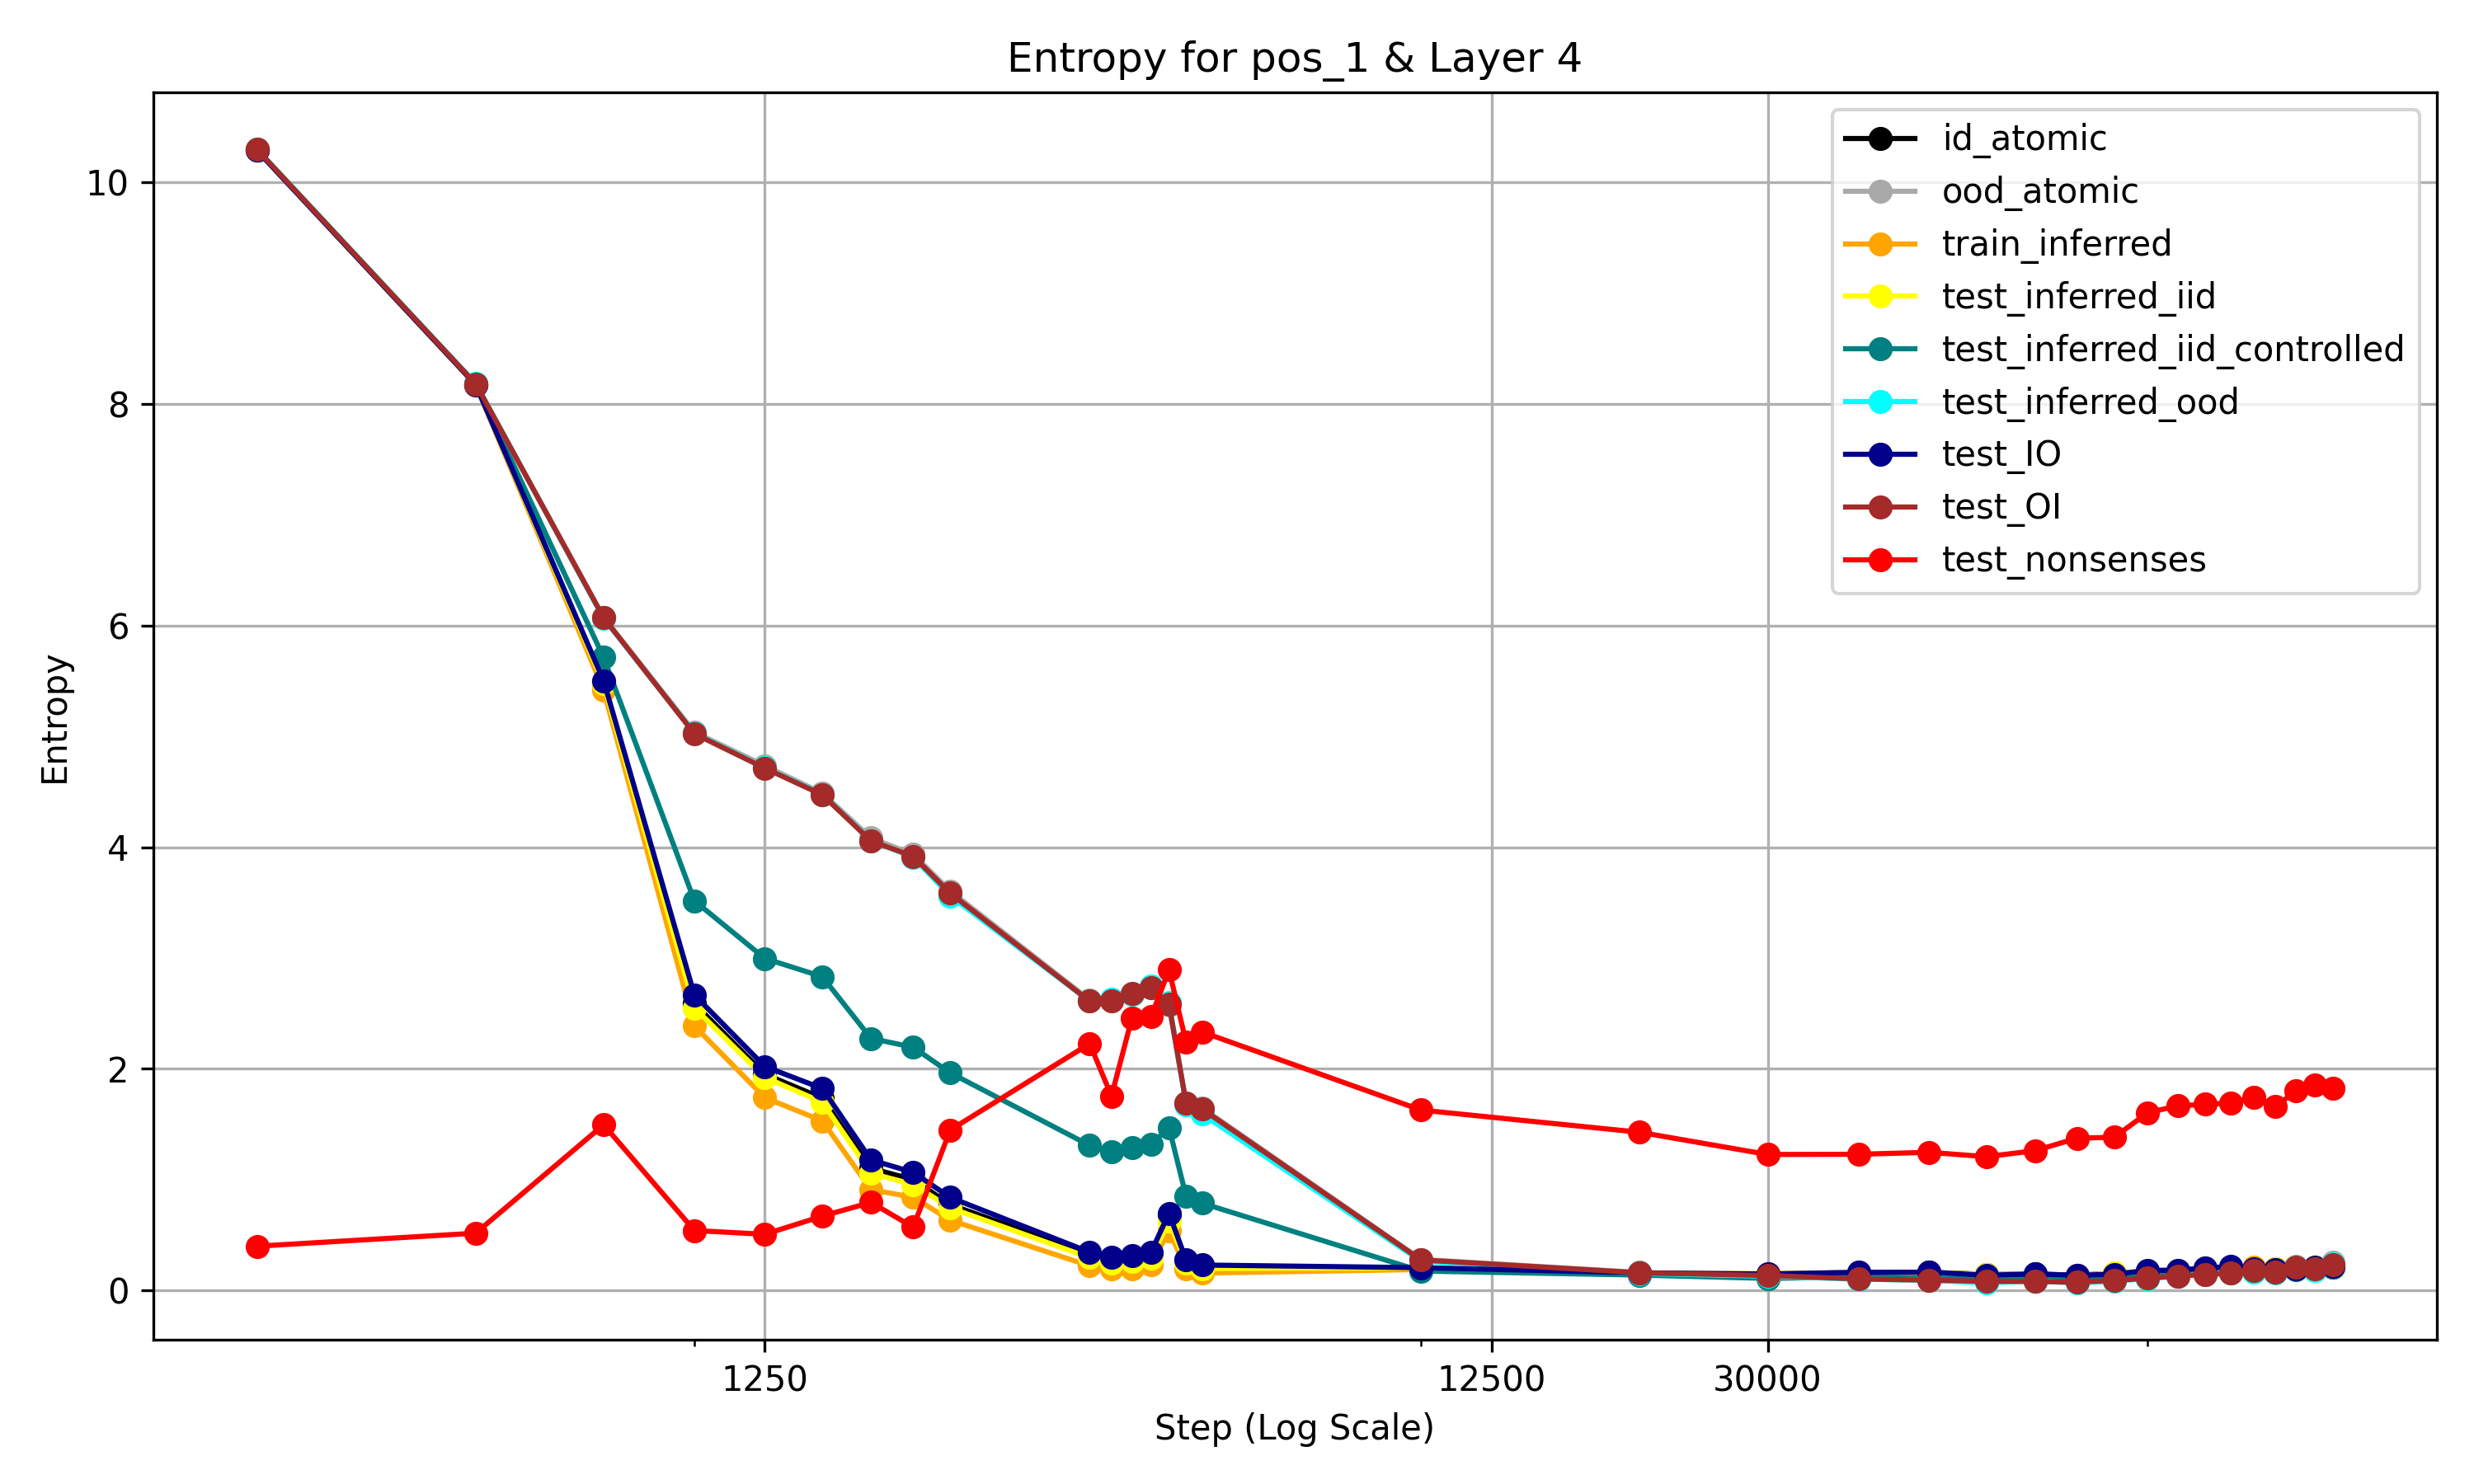 Entropy for pos_1 & Layer 4
id_atomic
ood_atomic
train_inferred
test_inferred_iid
test_inferred_iid_controlled
test_inferred_ood
test_IO
test_OI
test_nonsenses
10
8
6
4
2
0
Entropy
1250
12500
30000
Step (Log Scale)